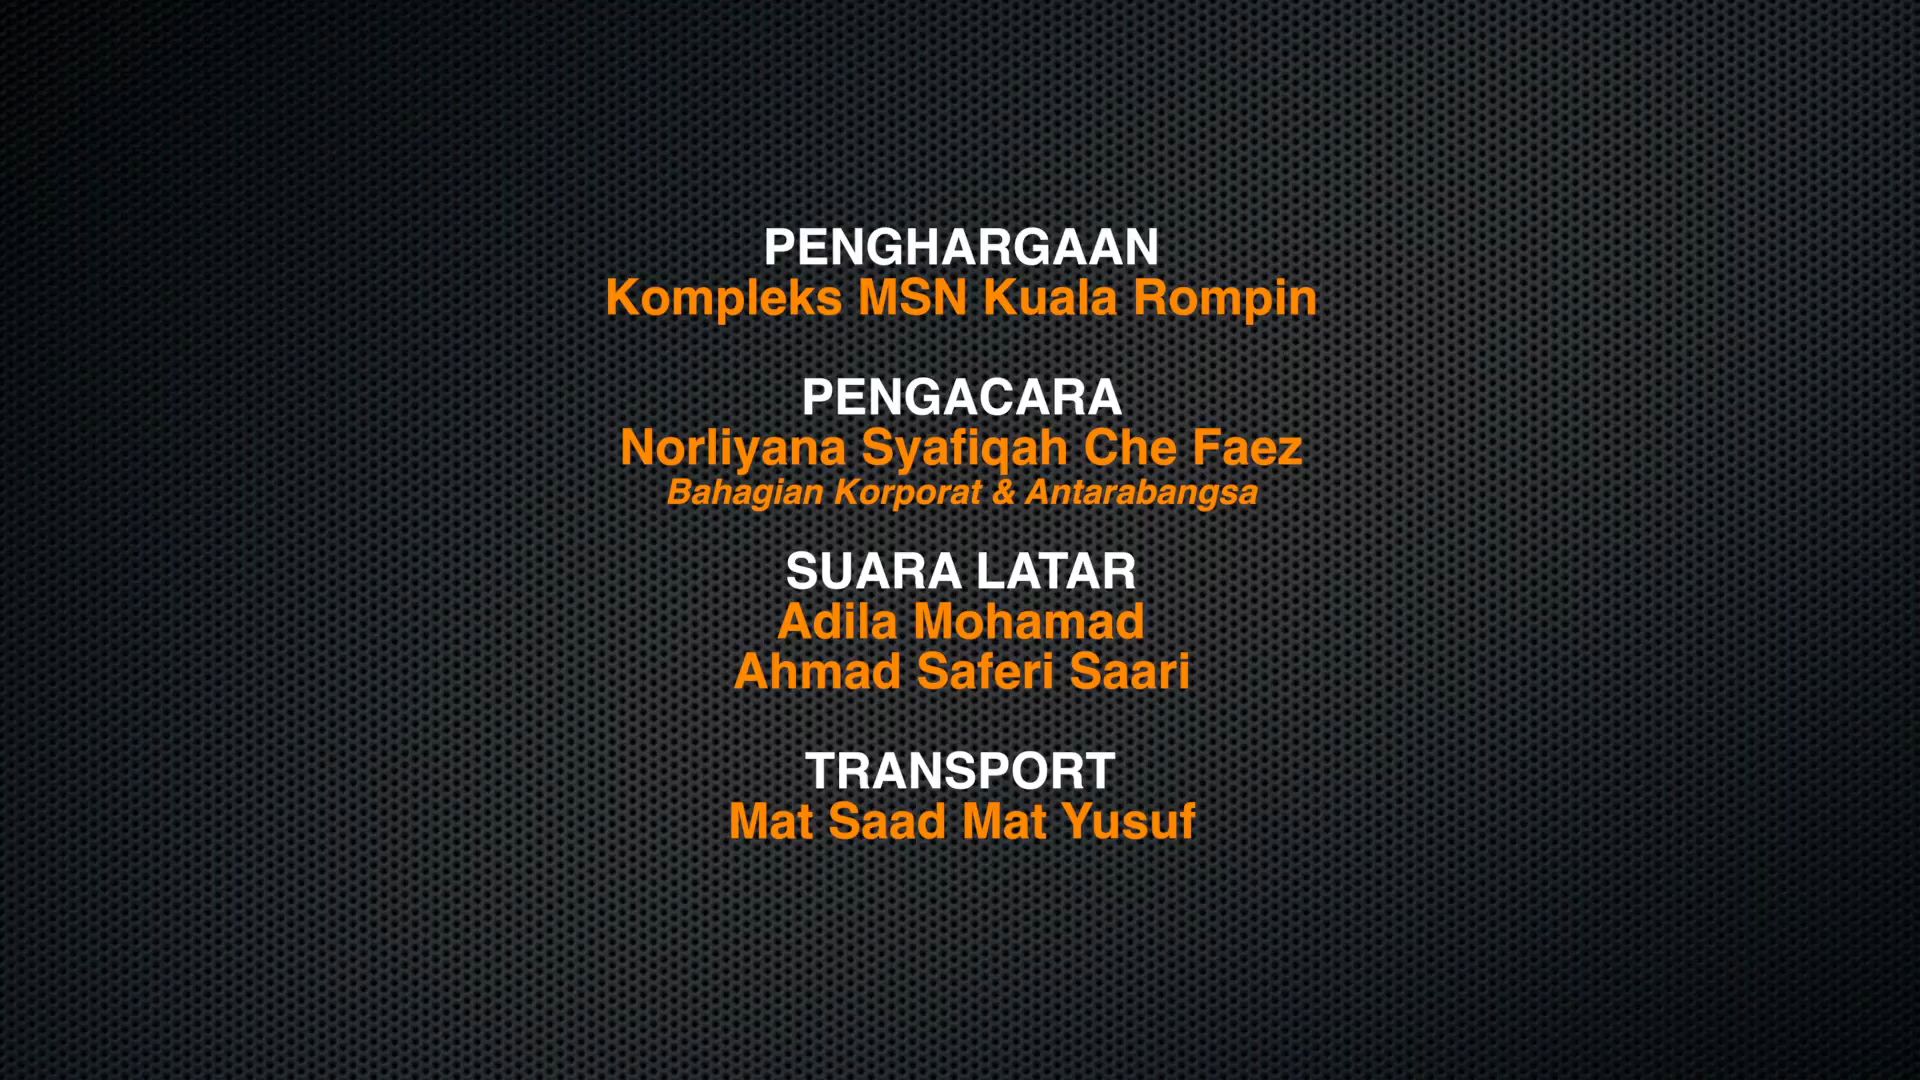 PENGHARGAAN
Kompleks MSN Kuala Rompin
PENGACARA
Norliyana Syafiqah Che Faez
Bahagian Korporat & Antarabangsa
SUARA LATAR
Adila Mohamad
Ahmad Saferi Saari
TRANSPORT
Mat Saad Mat Yusuf